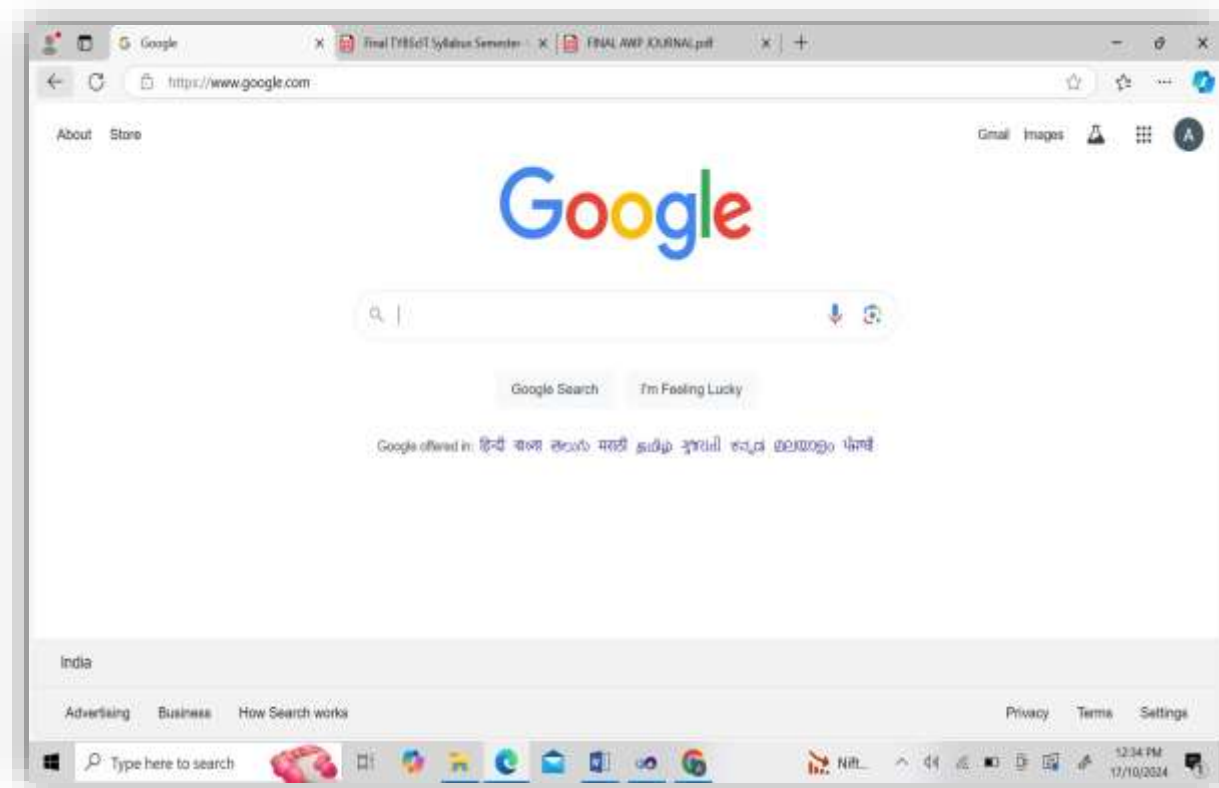 Google
Final TYBScIT Syllabus Semester
FINAL AWP JOURNAL.pdf
https://www.google.com
About Store
Gmail Images
A
Google
Google Search I'm Feeling Lucky
Google offered in: हिन्दी বাংলা తెలుగు मराठी தமிழ் ગુજરાતી ಕನ್ನಡ മലയാളം ਪੰਜਾਬੀ
India
Advertising Business How Search works
Privacy Terms Settings
Type here to search
Nift...
12:34 PM
17/10/2024